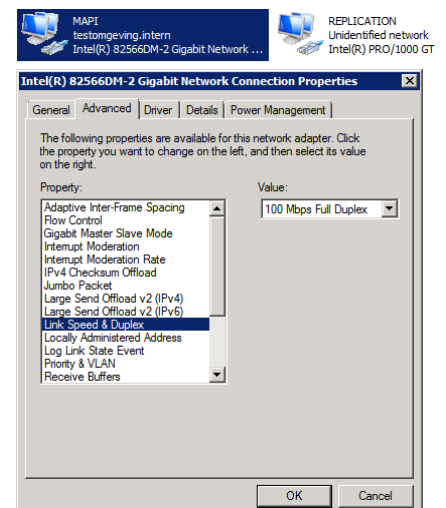 MAPI
testomgeving.intern
Intel(R) 82566DM-2 Gigabit Network ...
REPLICATION
Unidentified network
Intel(R) PRO/1000 GT
Intel(R) 82566DM-2 Gigabit Network Connection Properties
General Advanced Driver Details Power Management
The following properties are available for this network adapter. Click
the property you want to change on the left, and then select its value
on the right.
Property:
Adaptive Inter-Frame Spacing
Flow Control
Gigabit Master Slave Mode
Interrupt Moderation
Interrupt Moderation Rate
IPv4 Checksum Offload
Jumbo Packet
Large Send Offload v2 (IPv4)
Large Send Offload v2 (IPv6)
Link Speed & Duplex
Locally Administered Address
Log Link State Event
Priority & VLAN
Receive Buffers
Value:
100 Mbps Full Duplex
OK Cancel